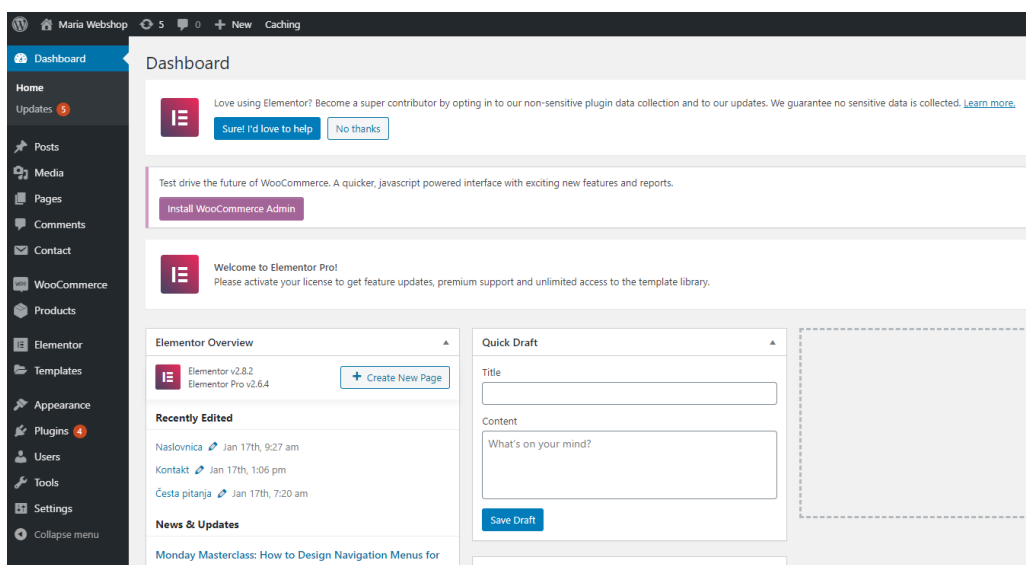 Maria Webshop 5 0 + New Caching
Dashboard
Home
Updates 5
Posts
Media
Pages
Comments
Contact
WooCommerce
Products
Elementor
Templates
Appearance
Plugins 4
Users
Tools
Settings
Collapse menu
Dashboard
Love using Elementor? Become a super contributor by opting in to our non-sensitive plugin data collection and to our updates. We guarantee no sensitive data is collected. Learn more.
Sure! I'd love to help No thanks
Test drive the future of WooCommerce. A quicker, javascript powered interface with exciting new features and reports.
Install WooCommerce Admin
Welcome to Elementor Pro!
Please activate your license to get feature updates, premium support and unlimited access to the template library.
Elementor Overview
Elementor v2.8.2
Elementor Pro v2.6.4
+ Create New Page
Recently Edited
Naslovnica Jan 17th, 9:27 am
Kontakt Jan 17th, 1:06 pm
Česta pitanja Jan 17th, 7:20 am
News & Updates
Monday Masterclass: How to Design Navigation Menus for
Quick Draft
Title
Content
What's on your mind?
Save Draft